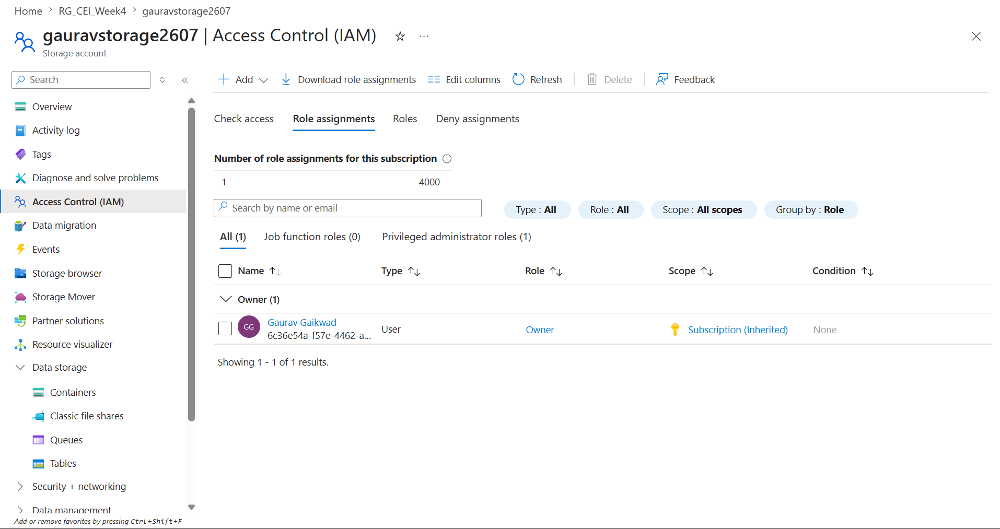 Home > RG_CEI_Week4 > gauravstorage2607
gauravstorage2607 | Access Control (IAM)
Storage account
Search
Overview
Activity log
Tags
Diagnose and solve problems
Access Control (IAM)
Data migration
Events
Storage browser
Storage Mover
Partner solutions
Resource visualizer
Data storage
Containers
Classic file shares
Queues
Tables
Security + networking
Data management
Add or remove favorites by pressing Ctrl+Shift+F
Add Download role assignments Edit columns Refresh Delete Feedback
Check access Role assignments Roles Deny assignments
Number of role assignments for this subscription
1 4000
Search by name or email Type : All Role : All Scope : All scopes Group by : Role
All (1) Job function roles (0) Privileged administrator roles (1)
Name Type Role Scope Condition
Owner (1)
GG Gaurav Gaikwad
6c36e54a-f57e-4462-a... User Owner Subscription (Inherited) None
Showing 1 - 1 of 1 results.